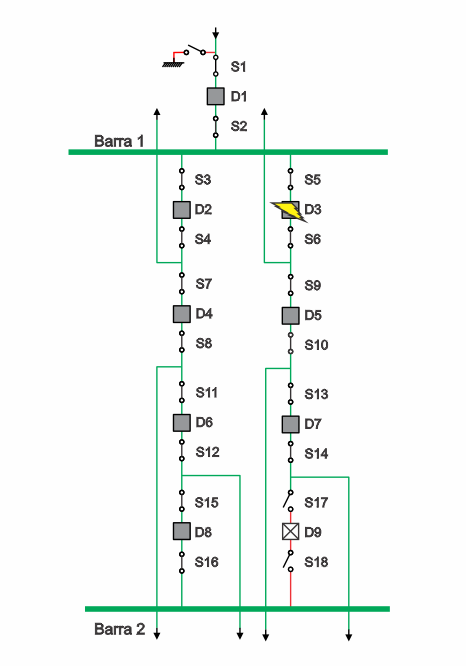 S1
D1
S2
Barra 1
S3 S5
D2 D3
S4 S6
S7 S9
D4 D5
S8 S10
S11 S13
D6 D7
S12 S14
S15 S17
D8 D9
S16 S18
Barra 2